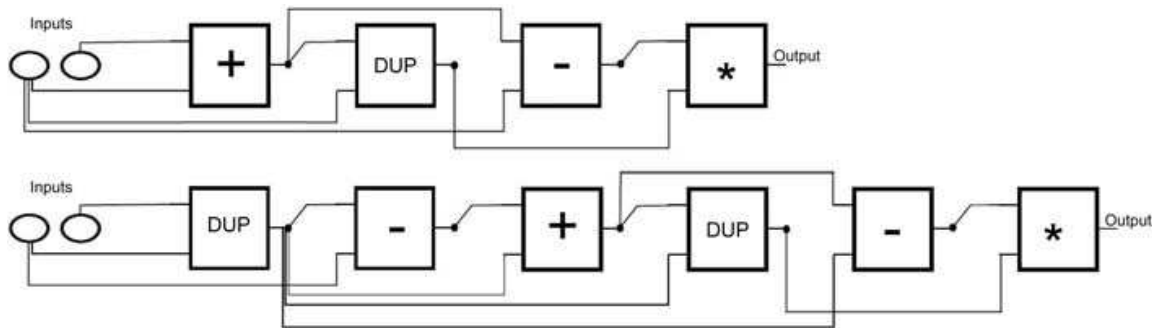 Inputs
+
DUP
-
*
Output
Inputs
DUP
-
+
DUP
-
*
Output